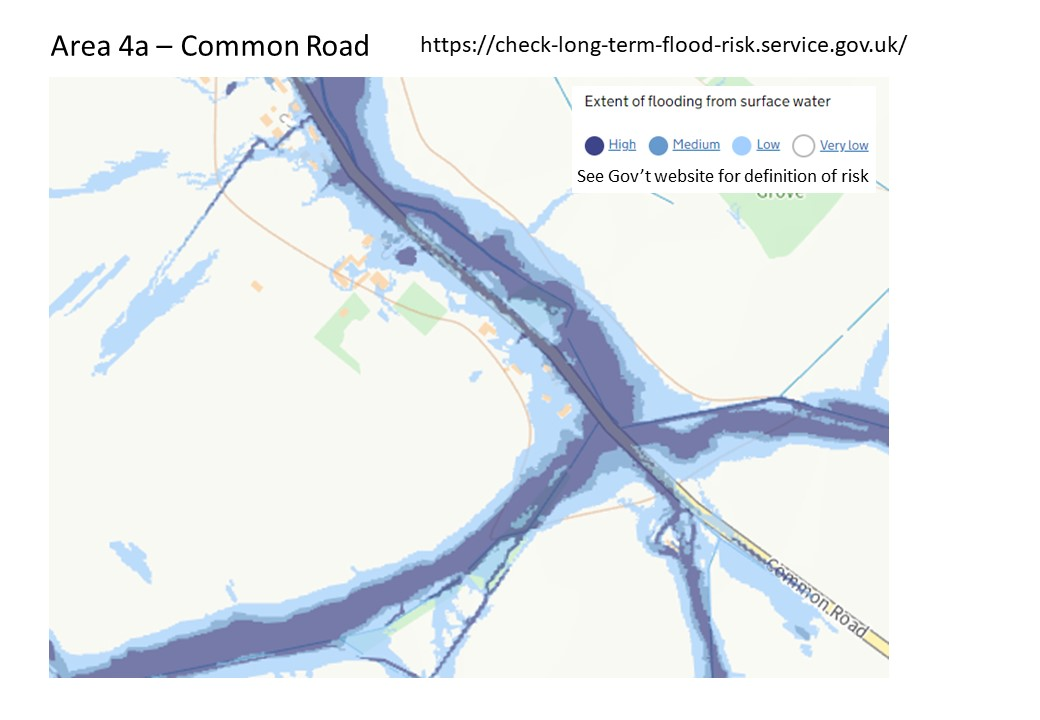 Area 4a – Common Road
https://check-long-term-flood-risk.service.gov.uk/
Extent of flooding from surface water
High Medium Low Very low
See Gov’t website for definition of risk
Grove
Common Road